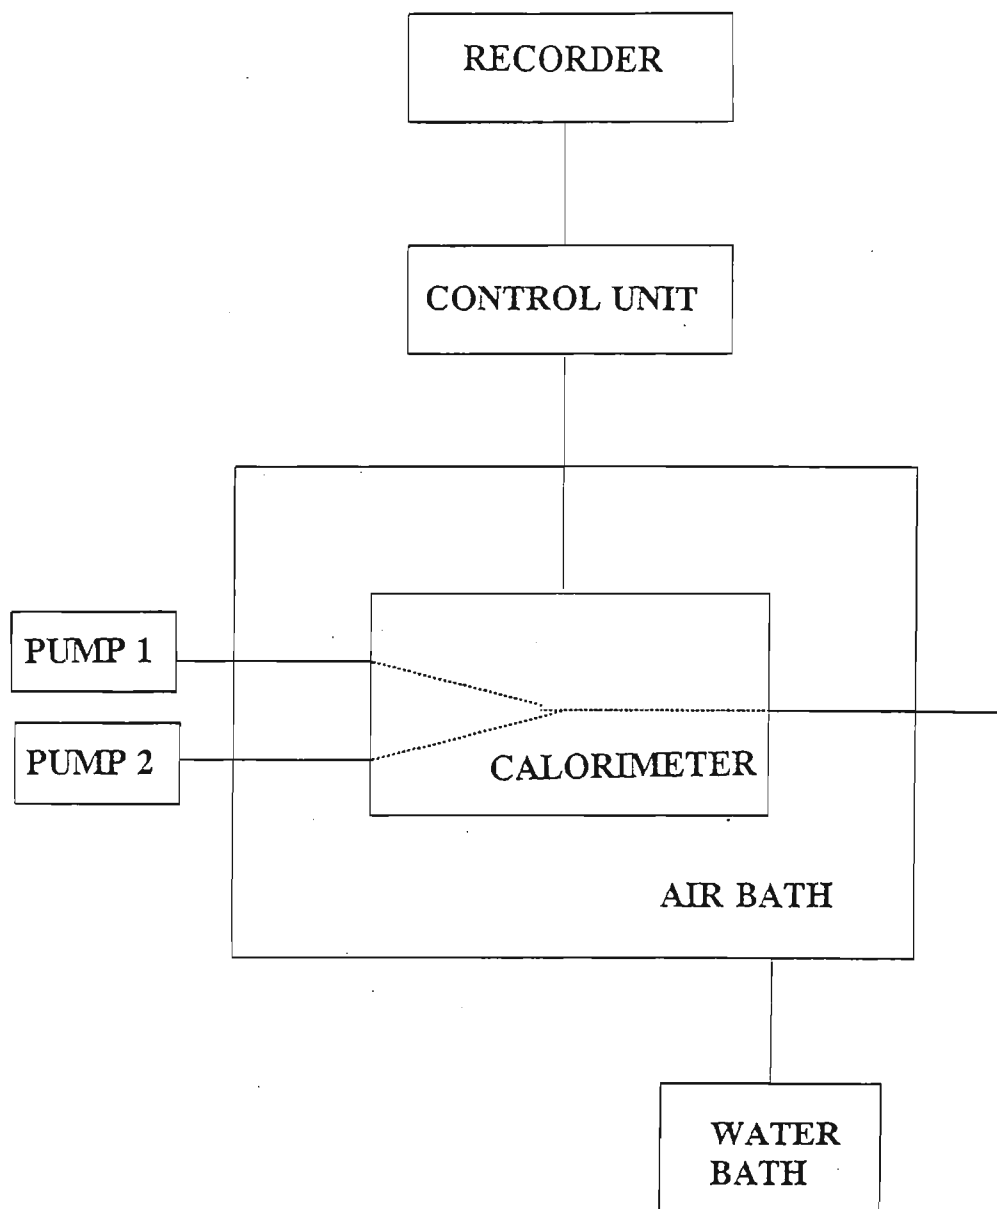 RECORDER
CONTROL UNIT
PUMP 1
PUMP 2
CALORIMETER
AIR BATH
WATER
BATH